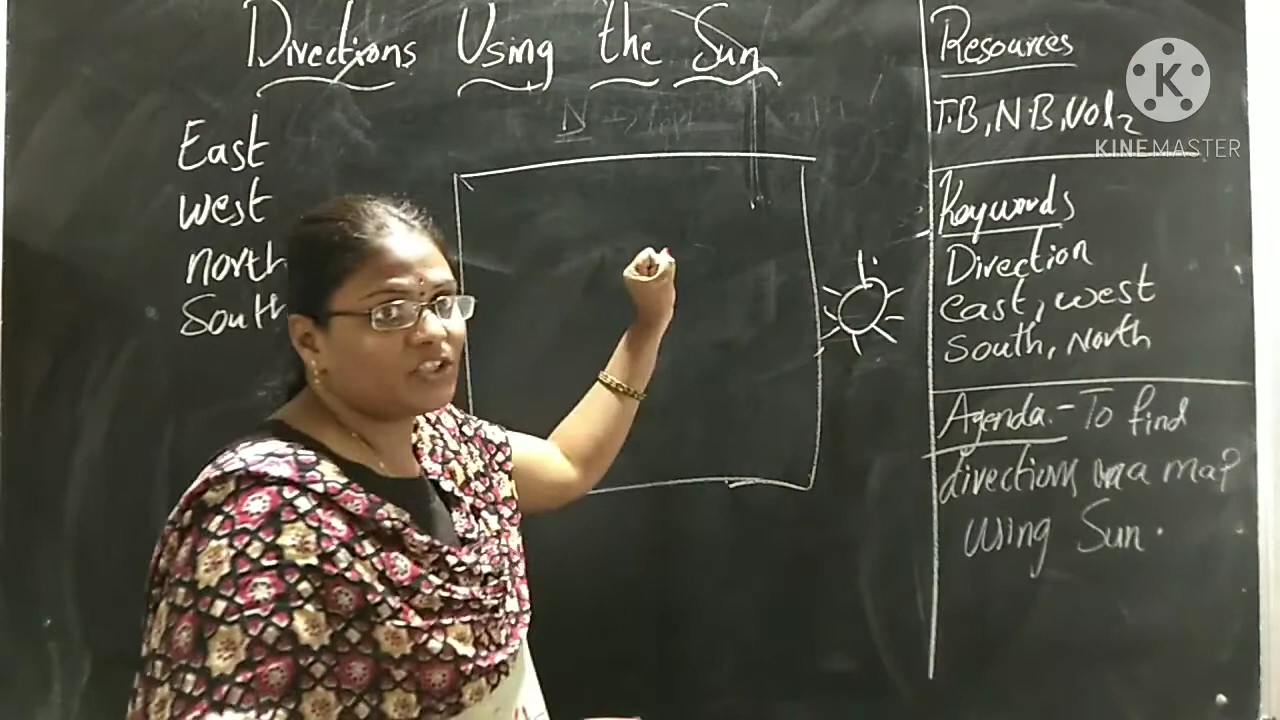 Directions Using the Sun
East
west
north
South
Resources
T.B, N.B, Vol 2
Keywords
Direction
east, west
South, North
Agenda:- To find
directions on a map
using Sun.
K
KINEMASTER